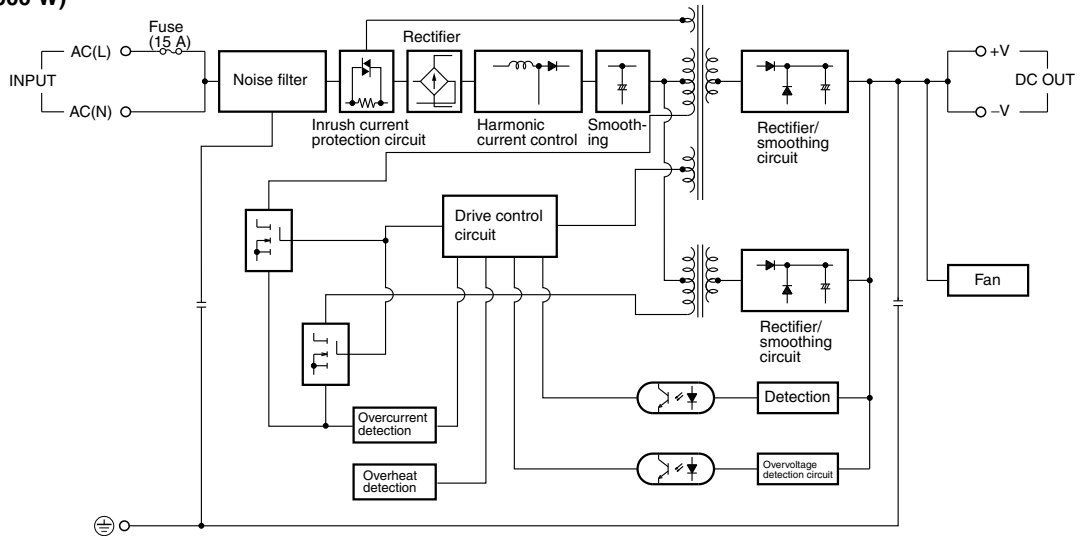 Fuse
(15 A)
AC(L)
INPUT
AC(N)
Noise filter
Inrush current
protection circuit
Rectifier
Harmonic
current control
Smooth-
ing
Rectifier/
smoothing
circuit
+V
DC OUT
–V
Drive control
circuit
Rectifier/
smoothing
circuit
Fan
Overcurrent
detection
Detection
Overheat
detection
Overvoltage
detection circuit